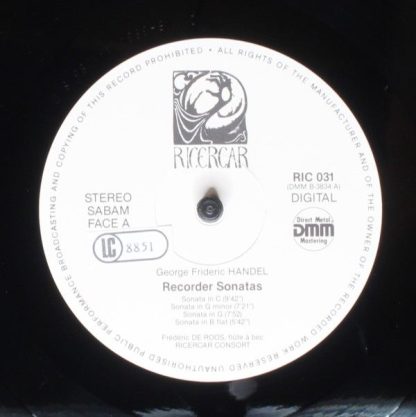 ALL RIGHTS OF THE MANUFACTURER AND OF THE OWNER OF THE RECORDED WORK RESERVED UNAUTHORISED PUBLIC PERFORMANCE BROADCASTING AND COPYING OF THIS RECORD PROHIBITED •
RICERCAR
STEREO
SABAM
FACE A
LC 8851
RIC 031
(DMM B-3834 A)
DIGITAL
Direct Metal
DMM
Mastering
George Frideric HANDEL
Recorder Sonatas
Sonata in C (9'42")
Sonata in G minor (7'21")
Sonata in G (7'52)
Sonata in B flat (5'42")
Frédéric DE ROOS, flûte à bec
RICERCAR CONSORT